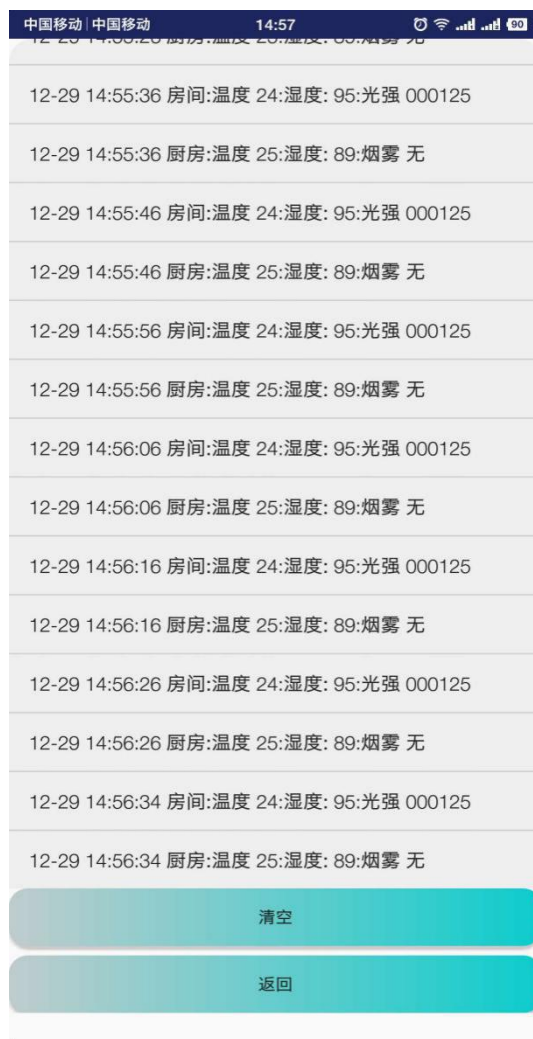 中国移动|中国移动 14:57 90
12-29 14:55:36 房间:温度 24:湿度: 95:光强 000125
12-29 14:55:36 厨房:温度 25:湿度: 89:烟雾 无
12-29 14:55:46 房间:温度 24:湿度: 95:光强 000125
12-29 14:55:46 厨房:温度 25:湿度: 89:烟雾 无
12-29 14:55:56 房间:温度 24:湿度: 95:光强 000125
12-29 14:55:56 厨房:温度 25:湿度: 89:烟雾 无
12-29 14:56:06 房间:温度 24:湿度: 95:光强 000125
12-29 14:56:06 厨房:温度 25:湿度: 89:烟雾 无
12-29 14:56:16 房间:温度 24:湿度: 95:光强 000125
12-29 14:56:16 厨房:温度 25:湿度: 89:烟雾 无
12-29 14:56:26 房间:温度 24:湿度: 95:光强 000125
12-29 14:56:26 厨房:温度 25:湿度: 89:烟雾 无
12-29 14:56:34 房间:温度 24:湿度: 95:光强 000125
12-29 14:56:34 厨房:温度 25:湿度: 89:烟雾 无
清空
返回